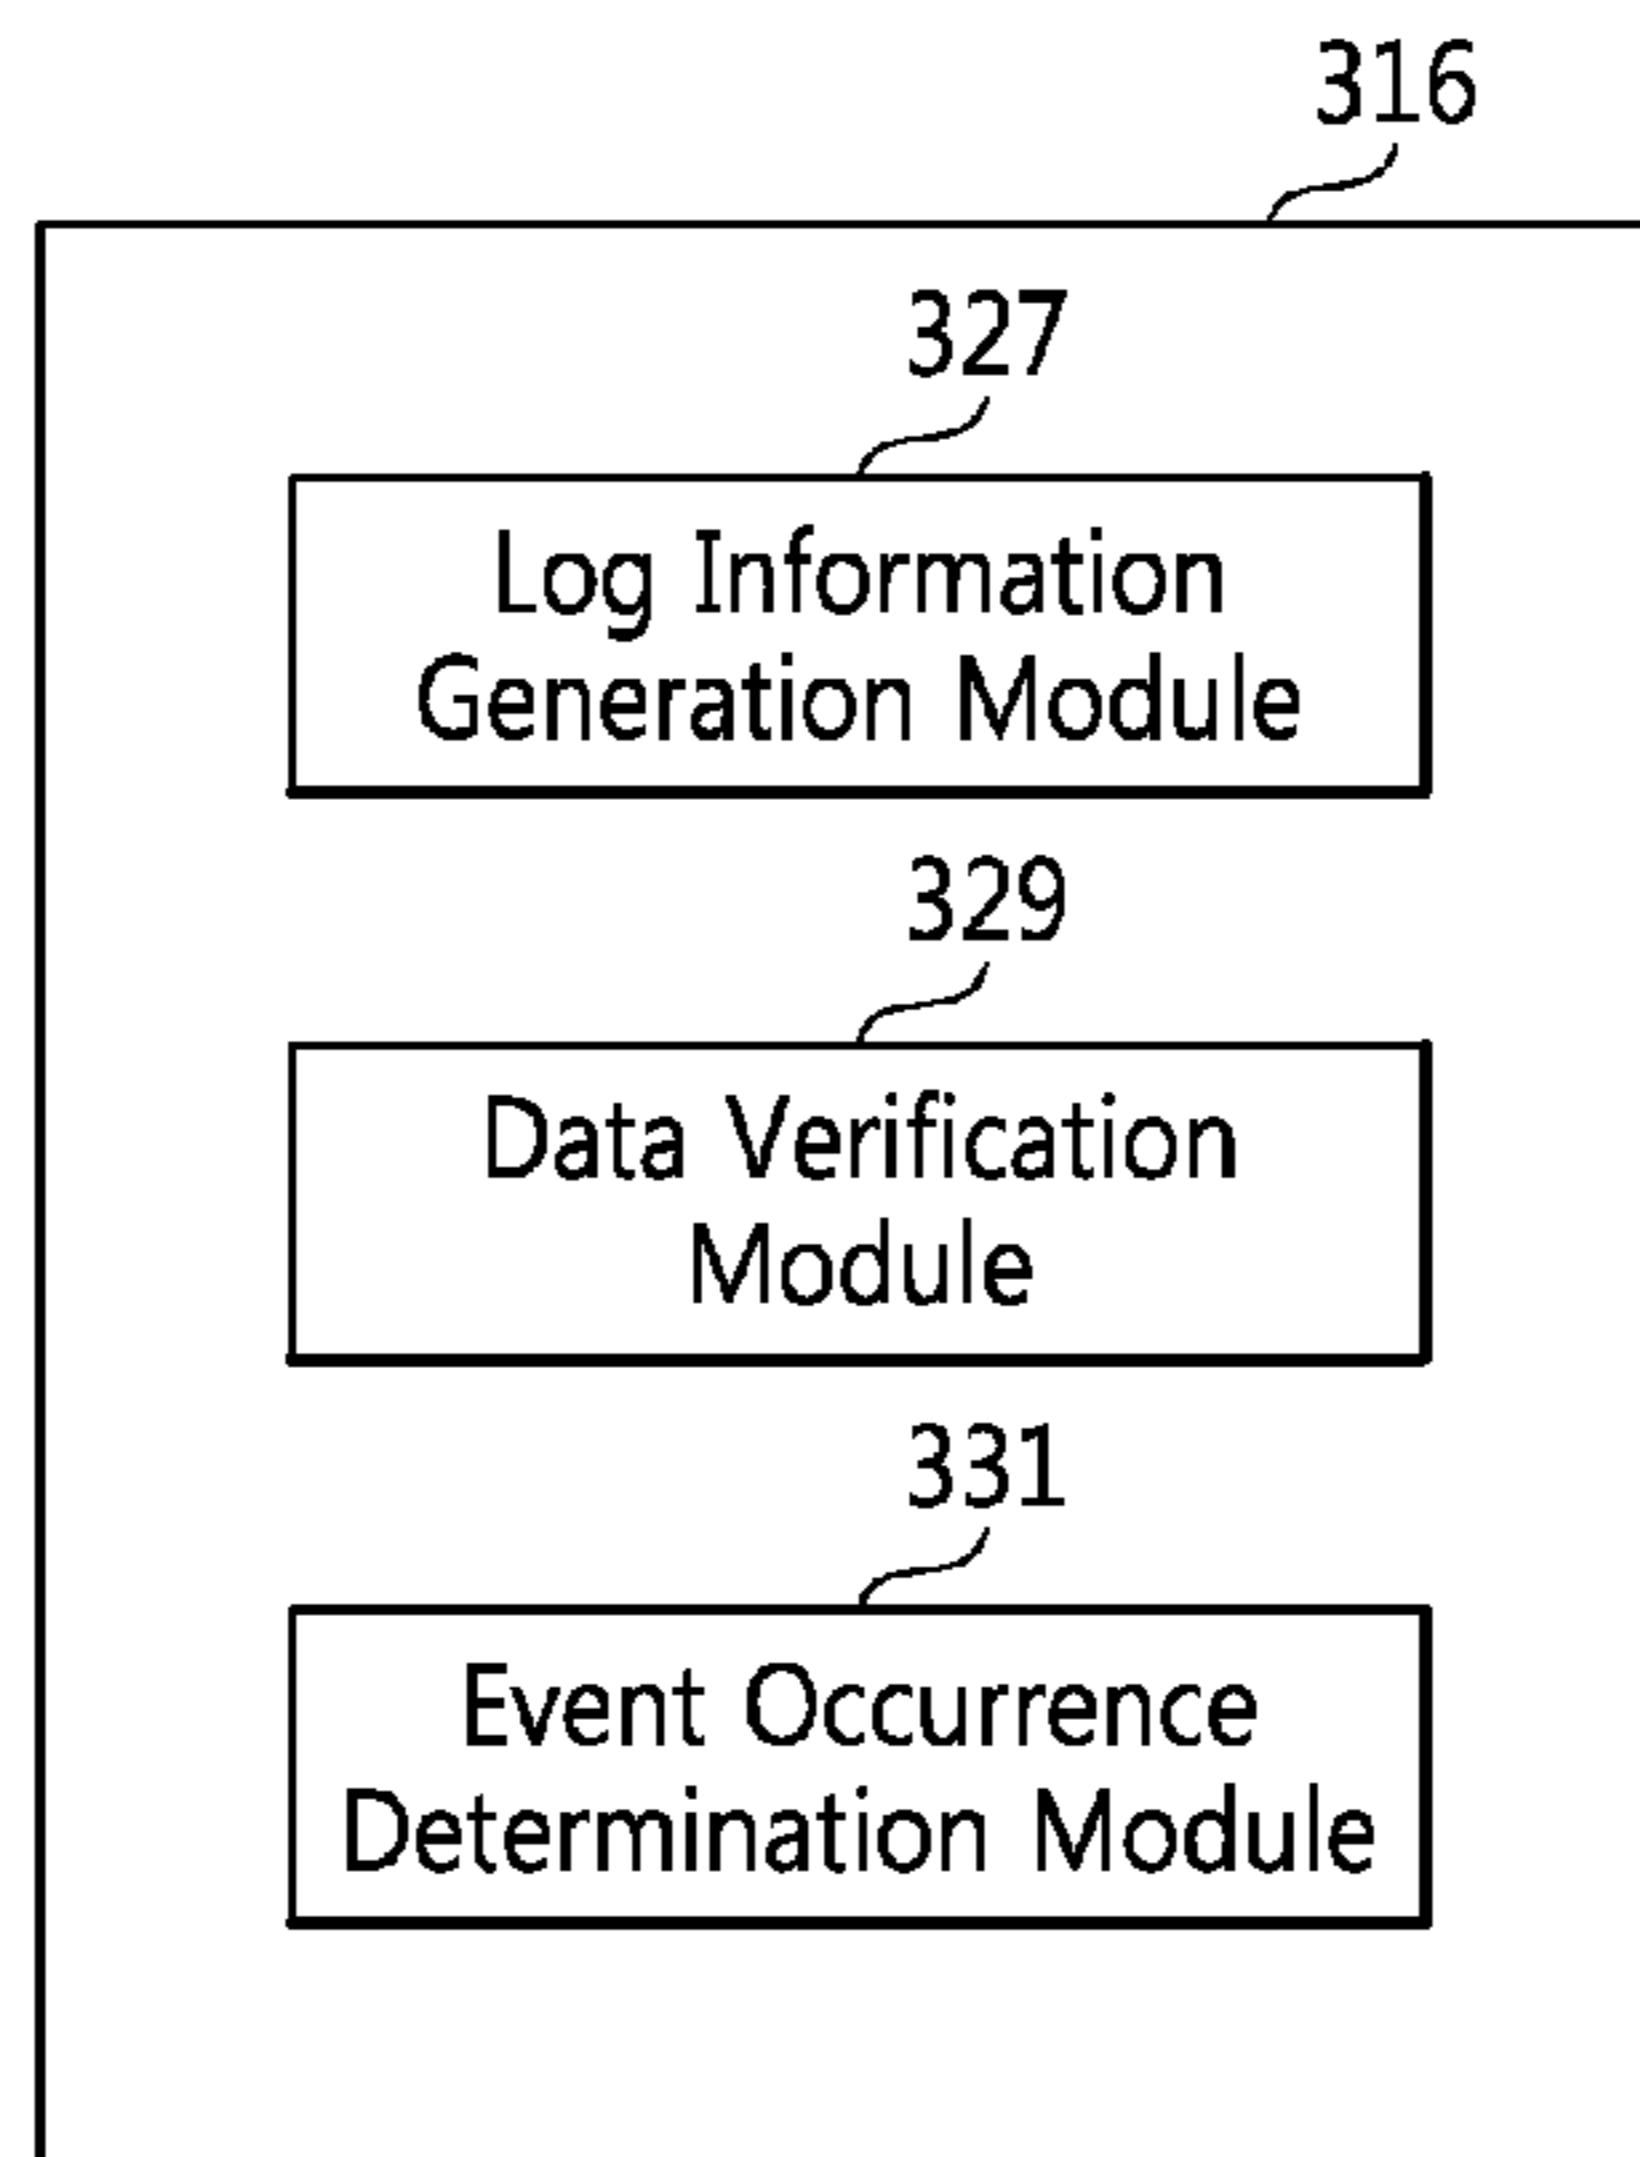 316
327
Log Information
Generation Module
329
Data Verification
Module
331
Event Occurrence
Determination Module